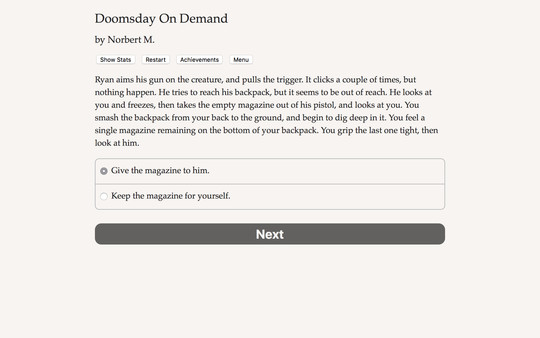 Doomsday On Demand
by Norbert M.
Show Stats Restart Achievements Menu
Ryan aims his gun on the creature, and pulls the trigger. It clicks a couple of times, but
nothing happen. He tries to reach his backpack, but it seems to be out of reach. He looks at
you and freezes, then takes the empty magazine out of his pistol, and looks at you. You
smash the backpack from your back to the ground, and begin to dig deep in it. You feel a
single magazine remaining on the bottom of your backpack. You grip the last one tight, then
look at him.
Give the magazine to him.
Keep the magazine for yourself.
Next